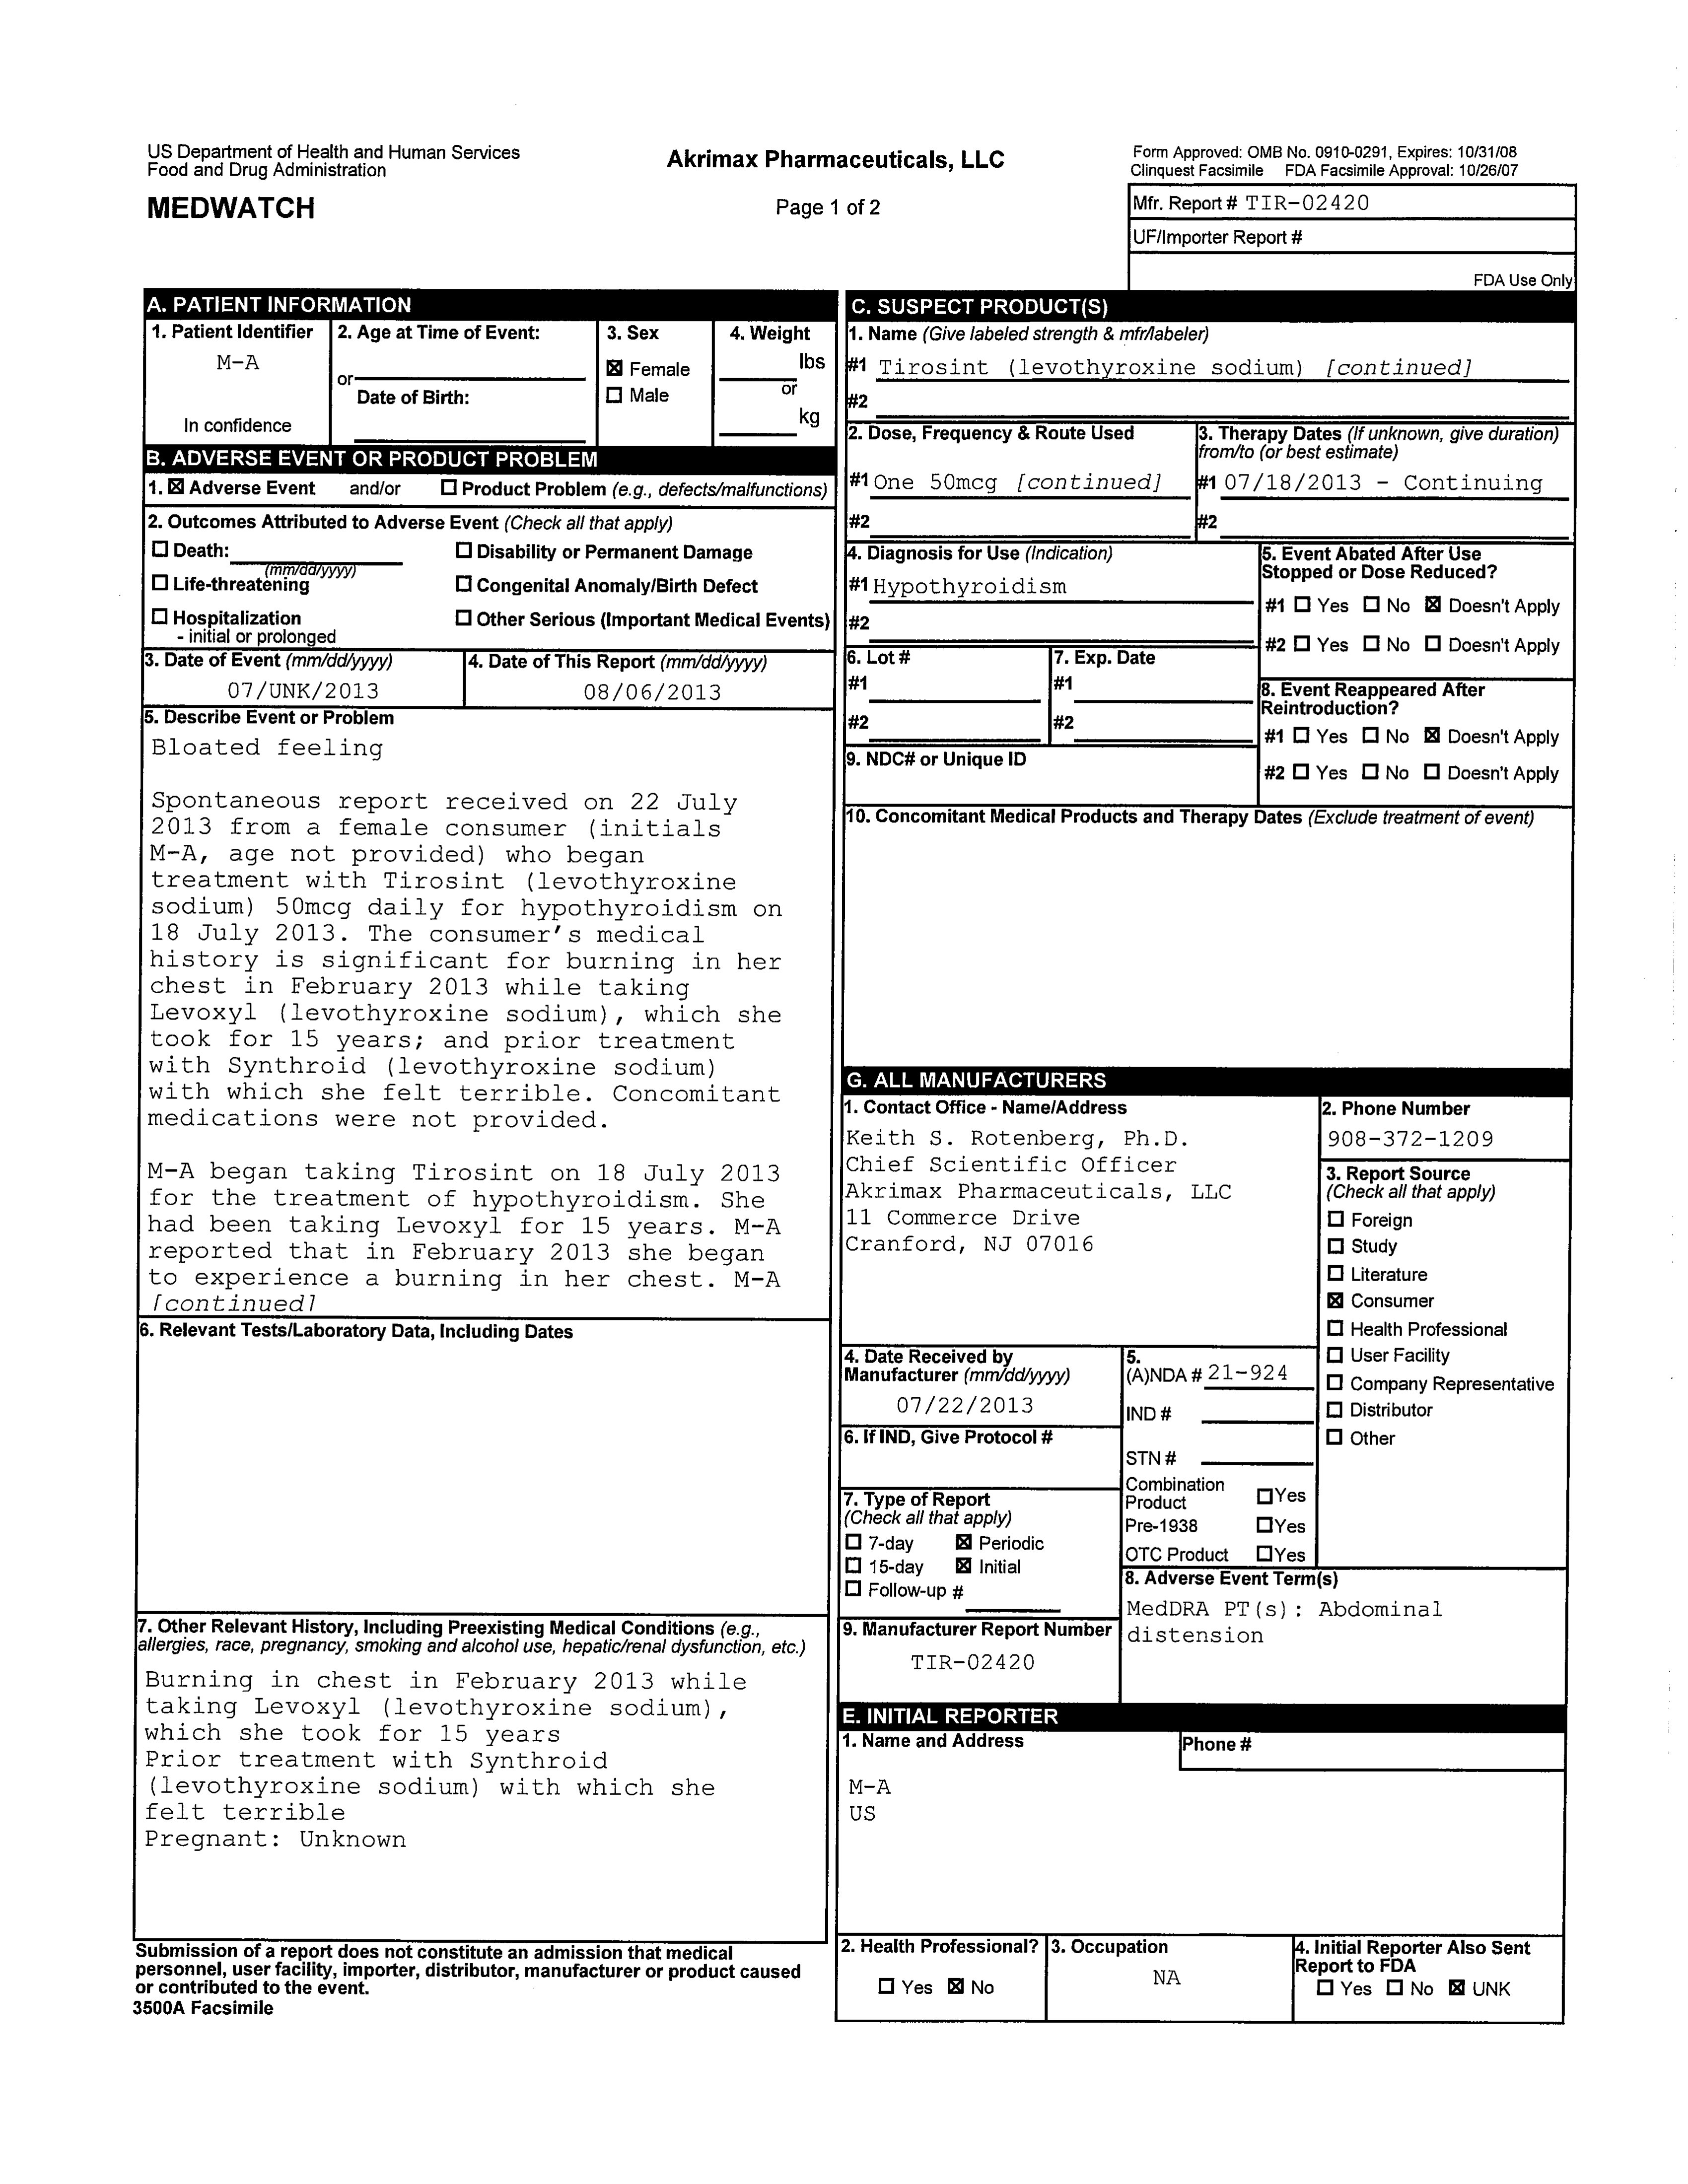 US Department of Health and Human Services
Food and Drug Administration
MEDWATCH
Akrimax Pharmaceuticals, LLC
Page 1 of 2
Form Approved: OMB No. 0910-0291, Expires: 10/31/08
Clinquest Facsimile FDA Facsimile Approval: 10/26/07
Mfr. Report # TIR-02420
UF/Importer Report #
FDA Use Only
A. PATIENT INFORMATION
1. Patient Identifier
M-A
In confidence
2. Age at Time of Event:
or
Date of Birth:
3. Sex
☒ Female
☐ Male
4. Weight
lbs
or
kg
B. ADVERSE EVENT OR PRODUCT PROBLEM
1. ☒ Adverse Event and/or ☐ Product Problem (e.g., defects/malfunctions)
2. Outcomes Attributed to Adverse Event (Check all that apply)
☐ Death:
(mm/dd/yyyy)
☐ Life-threatening
☐ Hospitalization
- initial or prolonged
☐ Disability or Permanent Damage
☐ Congenital Anomaly/Birth Defect
☐ Other Serious (Important Medical Events)
3. Date of Event (mm/dd/yyyy)
07/UNK/2013
4. Date of This Report (mm/dd/yyyy)
08/06/2013
5. Describe Event or Problem
Bloated feeling
Spontaneous report received on 22 July
2013 from a female consumer (initials
M-A, age not provided) who began
treatment with Tirosint (levothyroxine
sodium) 50mcg daily for hypothyroidism on
18 July 2013. The consumer's medical
history is significant for burning in her
chest in February 2013 while taking
Levoxyl (levothyroxine sodium), which she
took for 15 years; and prior treatment
with Synthroid (levothyroxine sodium)
with which she felt terrible. Concomitant
medications were not provided.
M-A began taking Tirosint on 18 July 2013
for the treatment of hypothyroidism. She
had been taking Levoxyl for 15 years. M-A
reported that in February 2013 she began
to experience a burning in her chest. M-A
[continued]
6. Relevant Tests/Laboratory Data, Including Dates
7. Other Relevant History, Including Preexisting Medical Conditions (e.g.,
allergies, race, pregnancy, smoking and alcohol use, hepatic/renal dysfunction, etc.)
Burning in chest in February 2013 while
taking Levoxyl (levothyroxine sodium),
which she took for 15 years
Prior treatment with Synthroid
(levothyroxine sodium) with which she
felt terrible
Pregnant: Unknown
Submission of a report does not constitute an admission that medical
personnel, user facility, importer, distributor, manufacturer or product caused
or contributed to the event.
3500A Facsimile
C. SUSPECT PRODUCT(S)
1. Name (Give labeled strength & mfr/labeler)
#1 Tirosint (levothyroxine sodium) [continued]
#2
2. Dose, Frequency & Route Used
#1 One 50mcg [continued]
#2
3. Therapy Dates (If unknown, give duration)
from/to (or best estimate)
#1 07/18/2013 - Continuing
#2
4. Diagnosis for Use (Indication)
#1 Hypothyroidism
#2
5. Event Abated After Use
Stopped or Dose Reduced?
#1 ☐ Yes ☐ No ☒ Doesn't Apply
#2 ☐ Yes ☐ No ☐ Doesn't Apply
6. Lot #
#1
#2
7. Exp. Date
#1
#2
8. Event Reappeared After
Reintroduction?
#1 ☐ Yes ☐ No ☒ Doesn't Apply
#2 ☐ Yes ☐ No ☐ Doesn't Apply
9. NDC# or Unique ID
10. Concomitant Medical Products and Therapy Dates (Exclude treatment of event)
G. ALL MANUFACTURERS
1. Contact Office - Name/Address
Keith S. Rotenberg, Ph.D.
Chief Scientific Officer
Akrimax Pharmaceuticals, LLC
11 Commerce Drive
Cranford, NJ 07016
2. Phone Number
908-372-1209
3. Report Source
(Check all that apply)
☐ Foreign
☐ Study
☐ Literature
☒ Consumer
☐ Health Professional
☐ User Facility
☐ Company Representative
☐ Distributor
☐ Other
4. Date Received by
Manufacturer (mm/dd/yyyy)
07/22/2013
5.
(A)NDA # 21-924
IND #
STN #
Combination
Product ☐ Yes
Pre-1938 ☐ Yes
OTC Product ☐ Yes
6. If IND, Give Protocol #
7. Type of Report
(Check all that apply)
☐ 7-day ☒ Periodic
☐ 15-day ☒ Initial
☐ Follow-up #
8. Adverse Event Term(s)
MedDRA PT(s): Abdominal
distension
9. Manufacturer Report Number
TIR-02420
E. INITIAL REPORTER
1. Name and Address
Phone #
M-A
US
2. Health Professional?
☐ Yes ☒ No
3. Occupation
NA
4. Initial Reporter Also Sent
Report to FDA
☐ Yes ☐ No ☒ UNK